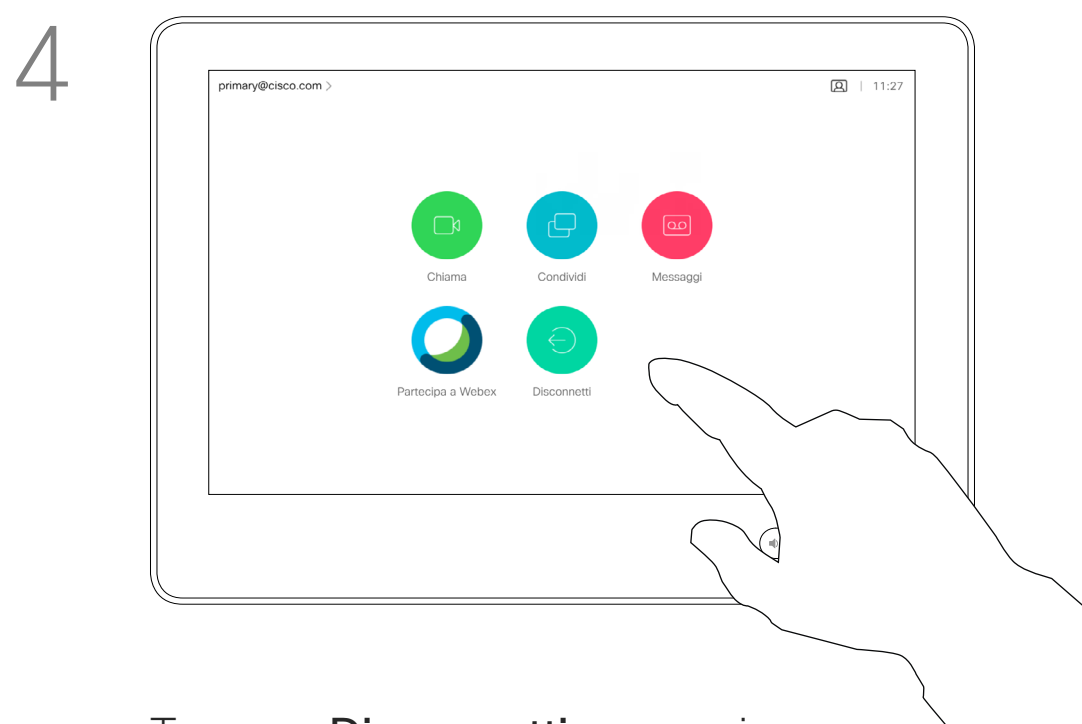 4
primary@cisco.com >
11:27
Chiama
Condividi
Messaggi
Partecipa a Webex
Disconnetti